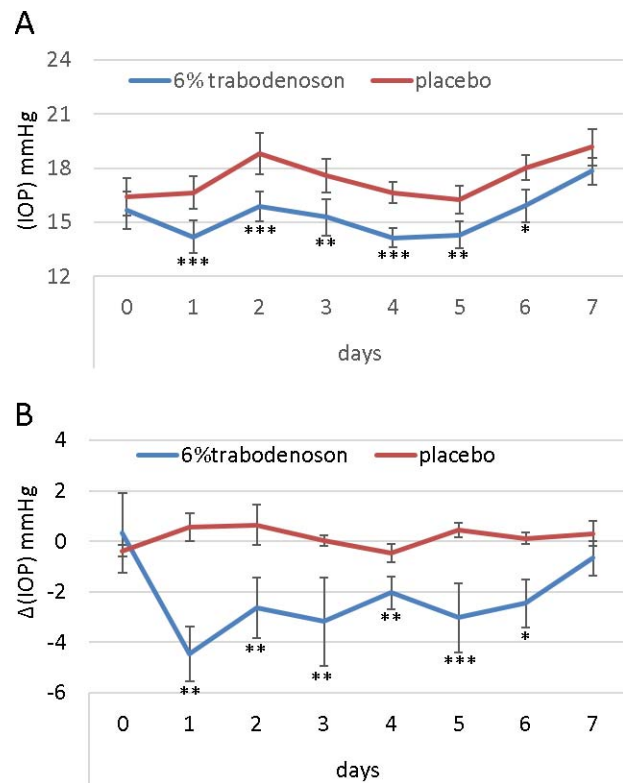 A
24
6% trabodenoson placebo
21
18
15
12
(IOP) mmHg
*** *** ** *** ** *
0 1 2 3 4 5 6 7
days
B
4
6%trabodenoson placebo
2
0
-2
-4
-6
Δ(IOP) mmHg
** ** ** ** *** *
0 1 2 3 4 5 6 7
days